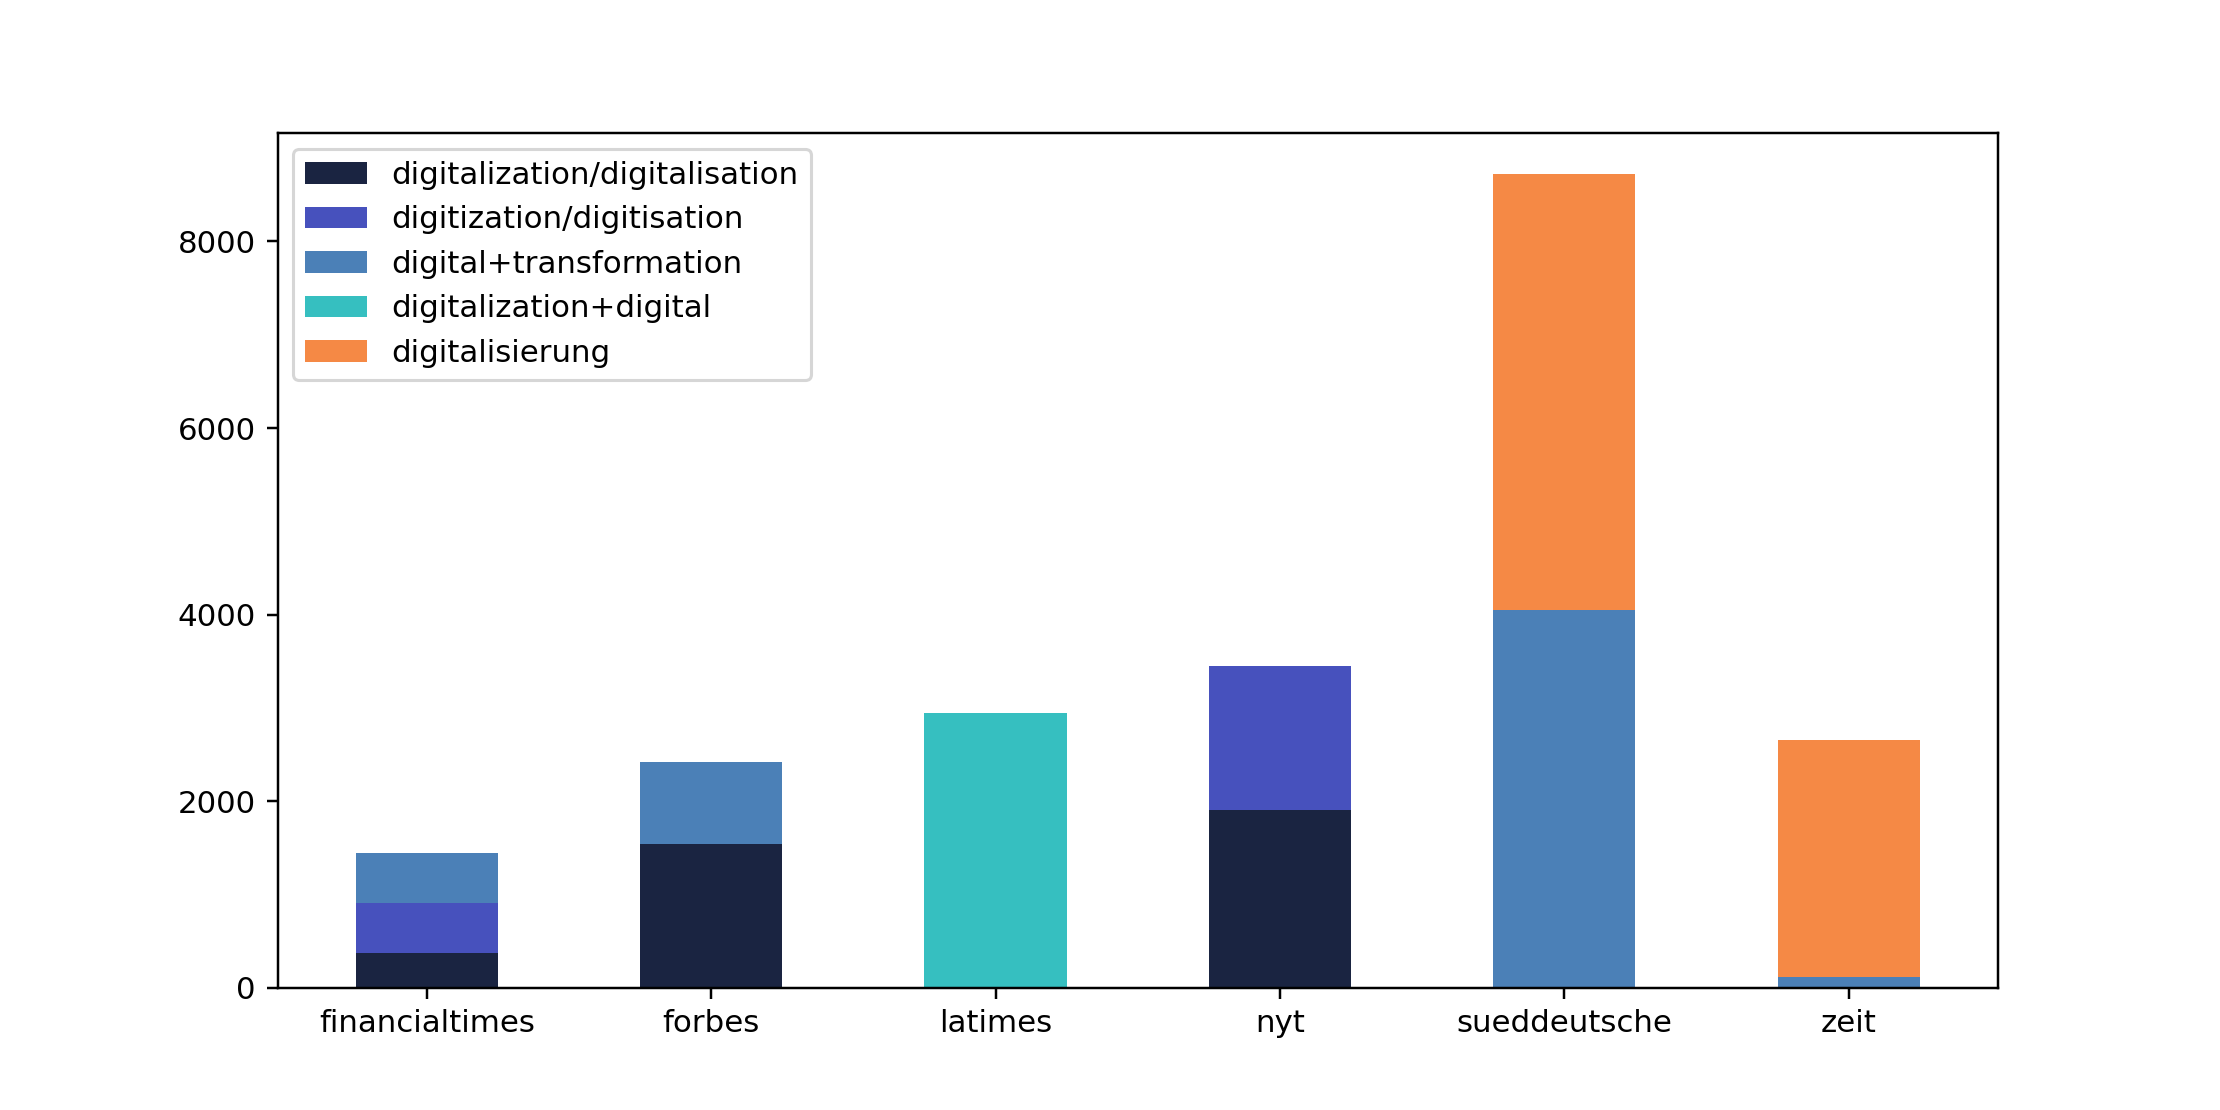 digitalization/digitalisation
digitization/digitisation
digital+transformation
digitalization+digital
digitalisierung
8000
6000
4000
2000
0
financialtimes forbes latimes nyt sueddeutsche zeit